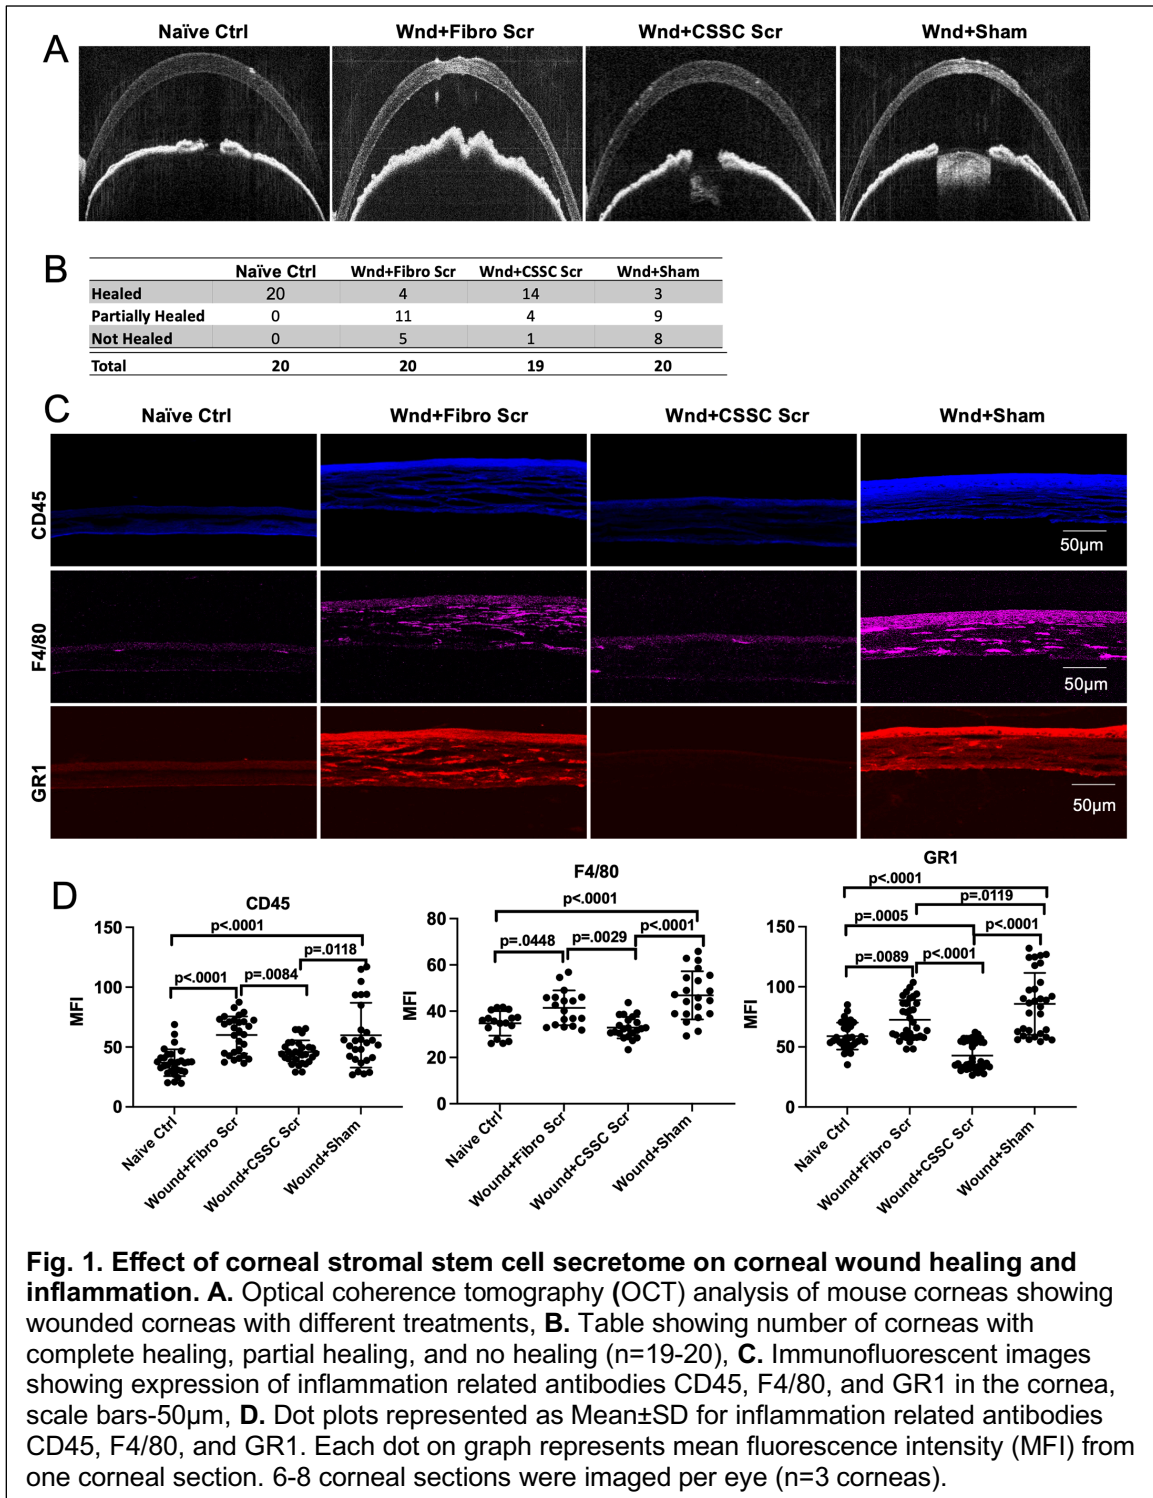 A
Naïve Ctrl Wnd+Fibro Scr Wnd+CSSC Scr Wnd+Sham
B
Naïve Ctrl Wnd+Fibro Scr Wnd+CSSC Scr Wnd+Sham
Healed 20 4 14 3
Partially Healed 0 11 4 9
Not Healed 0 5 1 8
Total 20 20 19 20
C
Naïve Ctrl Wnd+Fibro Scr Wnd+CSSC Scr Wnd+Sham
CD45
50µm
F4/80
50µm
GR1
50µm
D
CD45
p<.0001
p=.0118
p<.0001 p=.0084
150
100
50
0
MFI
Naive Ctrl
Wound+Fibro Scr
Wound+CSSC Scr
Wound+Sham
F4/80
p<.0001
p=.0448 p=.0029 p<.0001
80
60
40
20
0
MFI
Naive Ctrl
Wound+Fibro Scr
Wound+CSSC Scr
Wound+Sham
GR1
p<.0001
p=.0119
p=.0005 p<.0001
p=.0089 p<.0001
150
100
50
0
MFI
Naive Ctrl
Wound+Fibro Scr
Wound+CSSC Scr
Wound+Sham
Fig. 1. Effect of corneal stromal stem cell secretome on corneal wound healing and
inflammation. A. Optical coherence tomography (OCT) analysis of mouse corneas showing
wounded corneas with different treatments, B. Table showing number of corneas with
complete healing, partial healing, and no healing (n=19-20), C. Immunofluorescent images
showing expression of inflammation related antibodies CD45, F4/80, and GR1 in the cornea,
scale bars-50µm, D. Dot plots represented as Mean±SD for inflammation related antibodies
CD45, F4/80, and GR1. Each dot on graph represents mean fluorescence intensity (MFI) from
one corneal section. 6-8 corneal sections were imaged per eye (n=3 corneas).